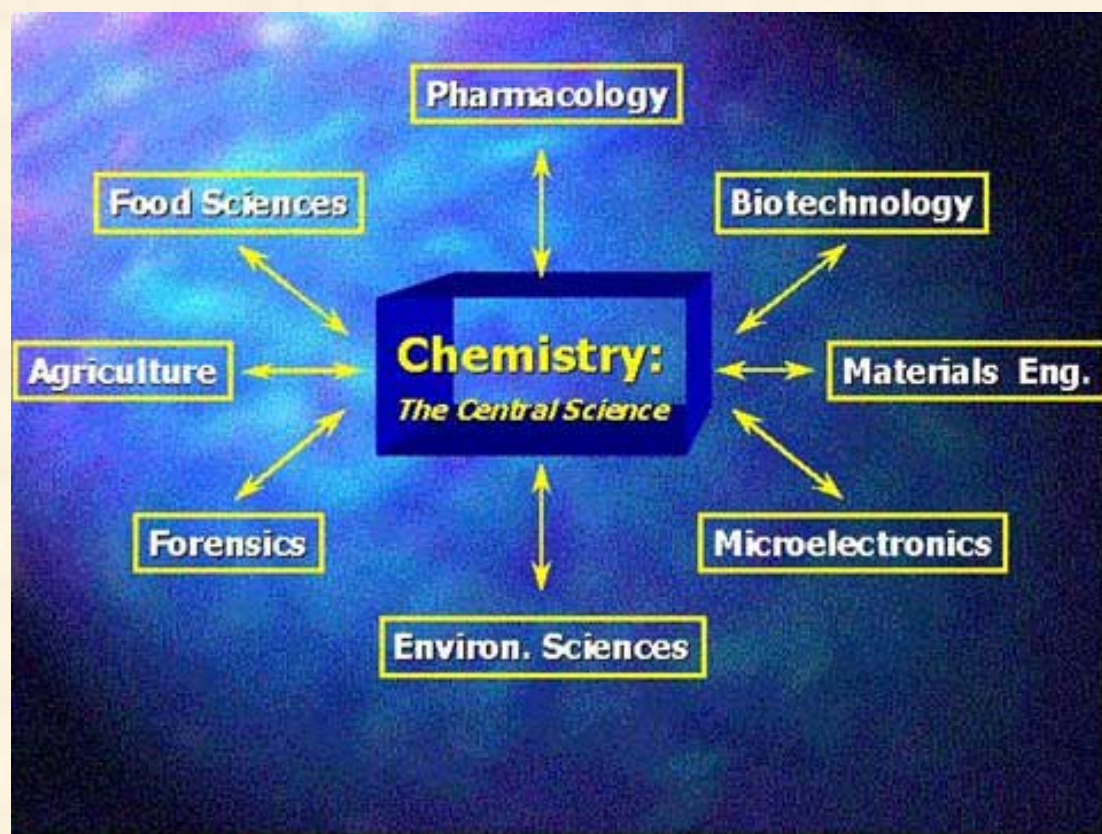 Pharmacology
Food Sciences
Biotechnology
Chemistry:
The Central Science
Agriculture
Materials Eng.
Forensics
Microelectronics
Environ. Sciences